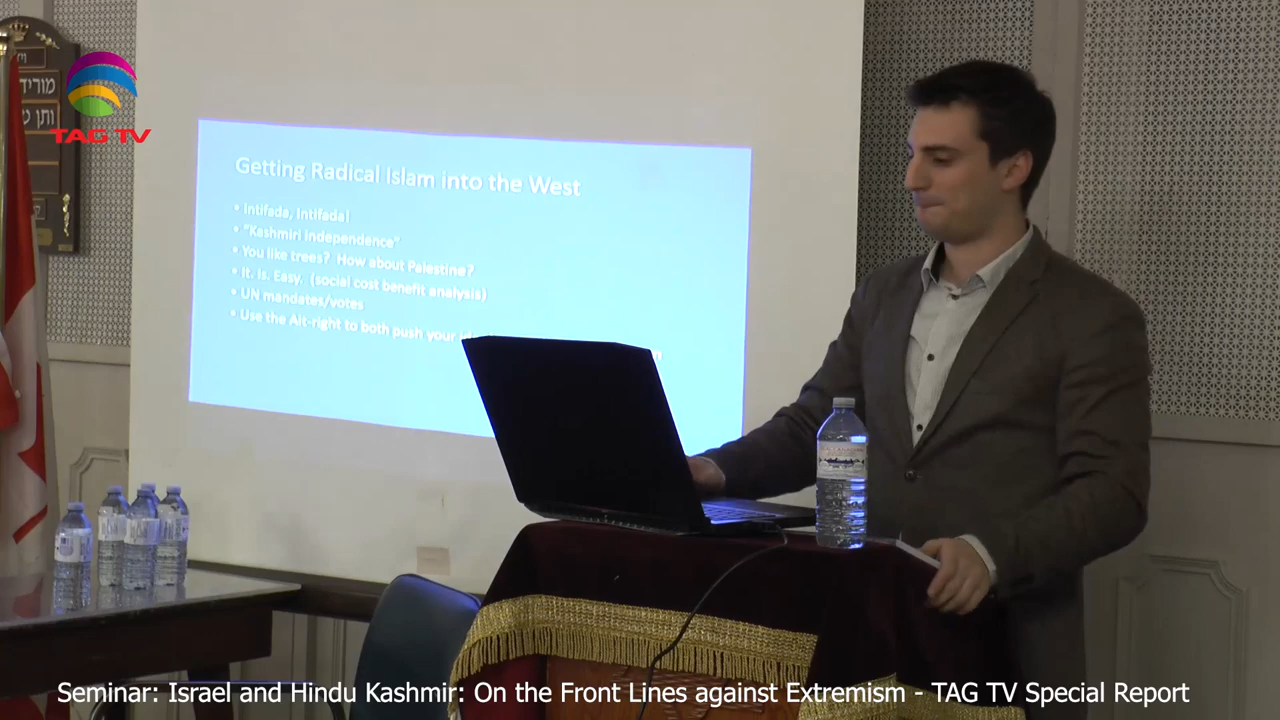 מוריד
ותן ט
TAG TV
Getting Radical Islam into the West
• Intifada, Intifada!
• “Kashmiri Independence”
• You like trees? How about Palestine?
• It. Is. Easy. (social cost benefit analysis)
• UN mandates/votes
• Use the Alt-right to both push your
Seminar: Israel and Hindu Kashmir: On the Front Lines against Extremism - TAG TV Special Report